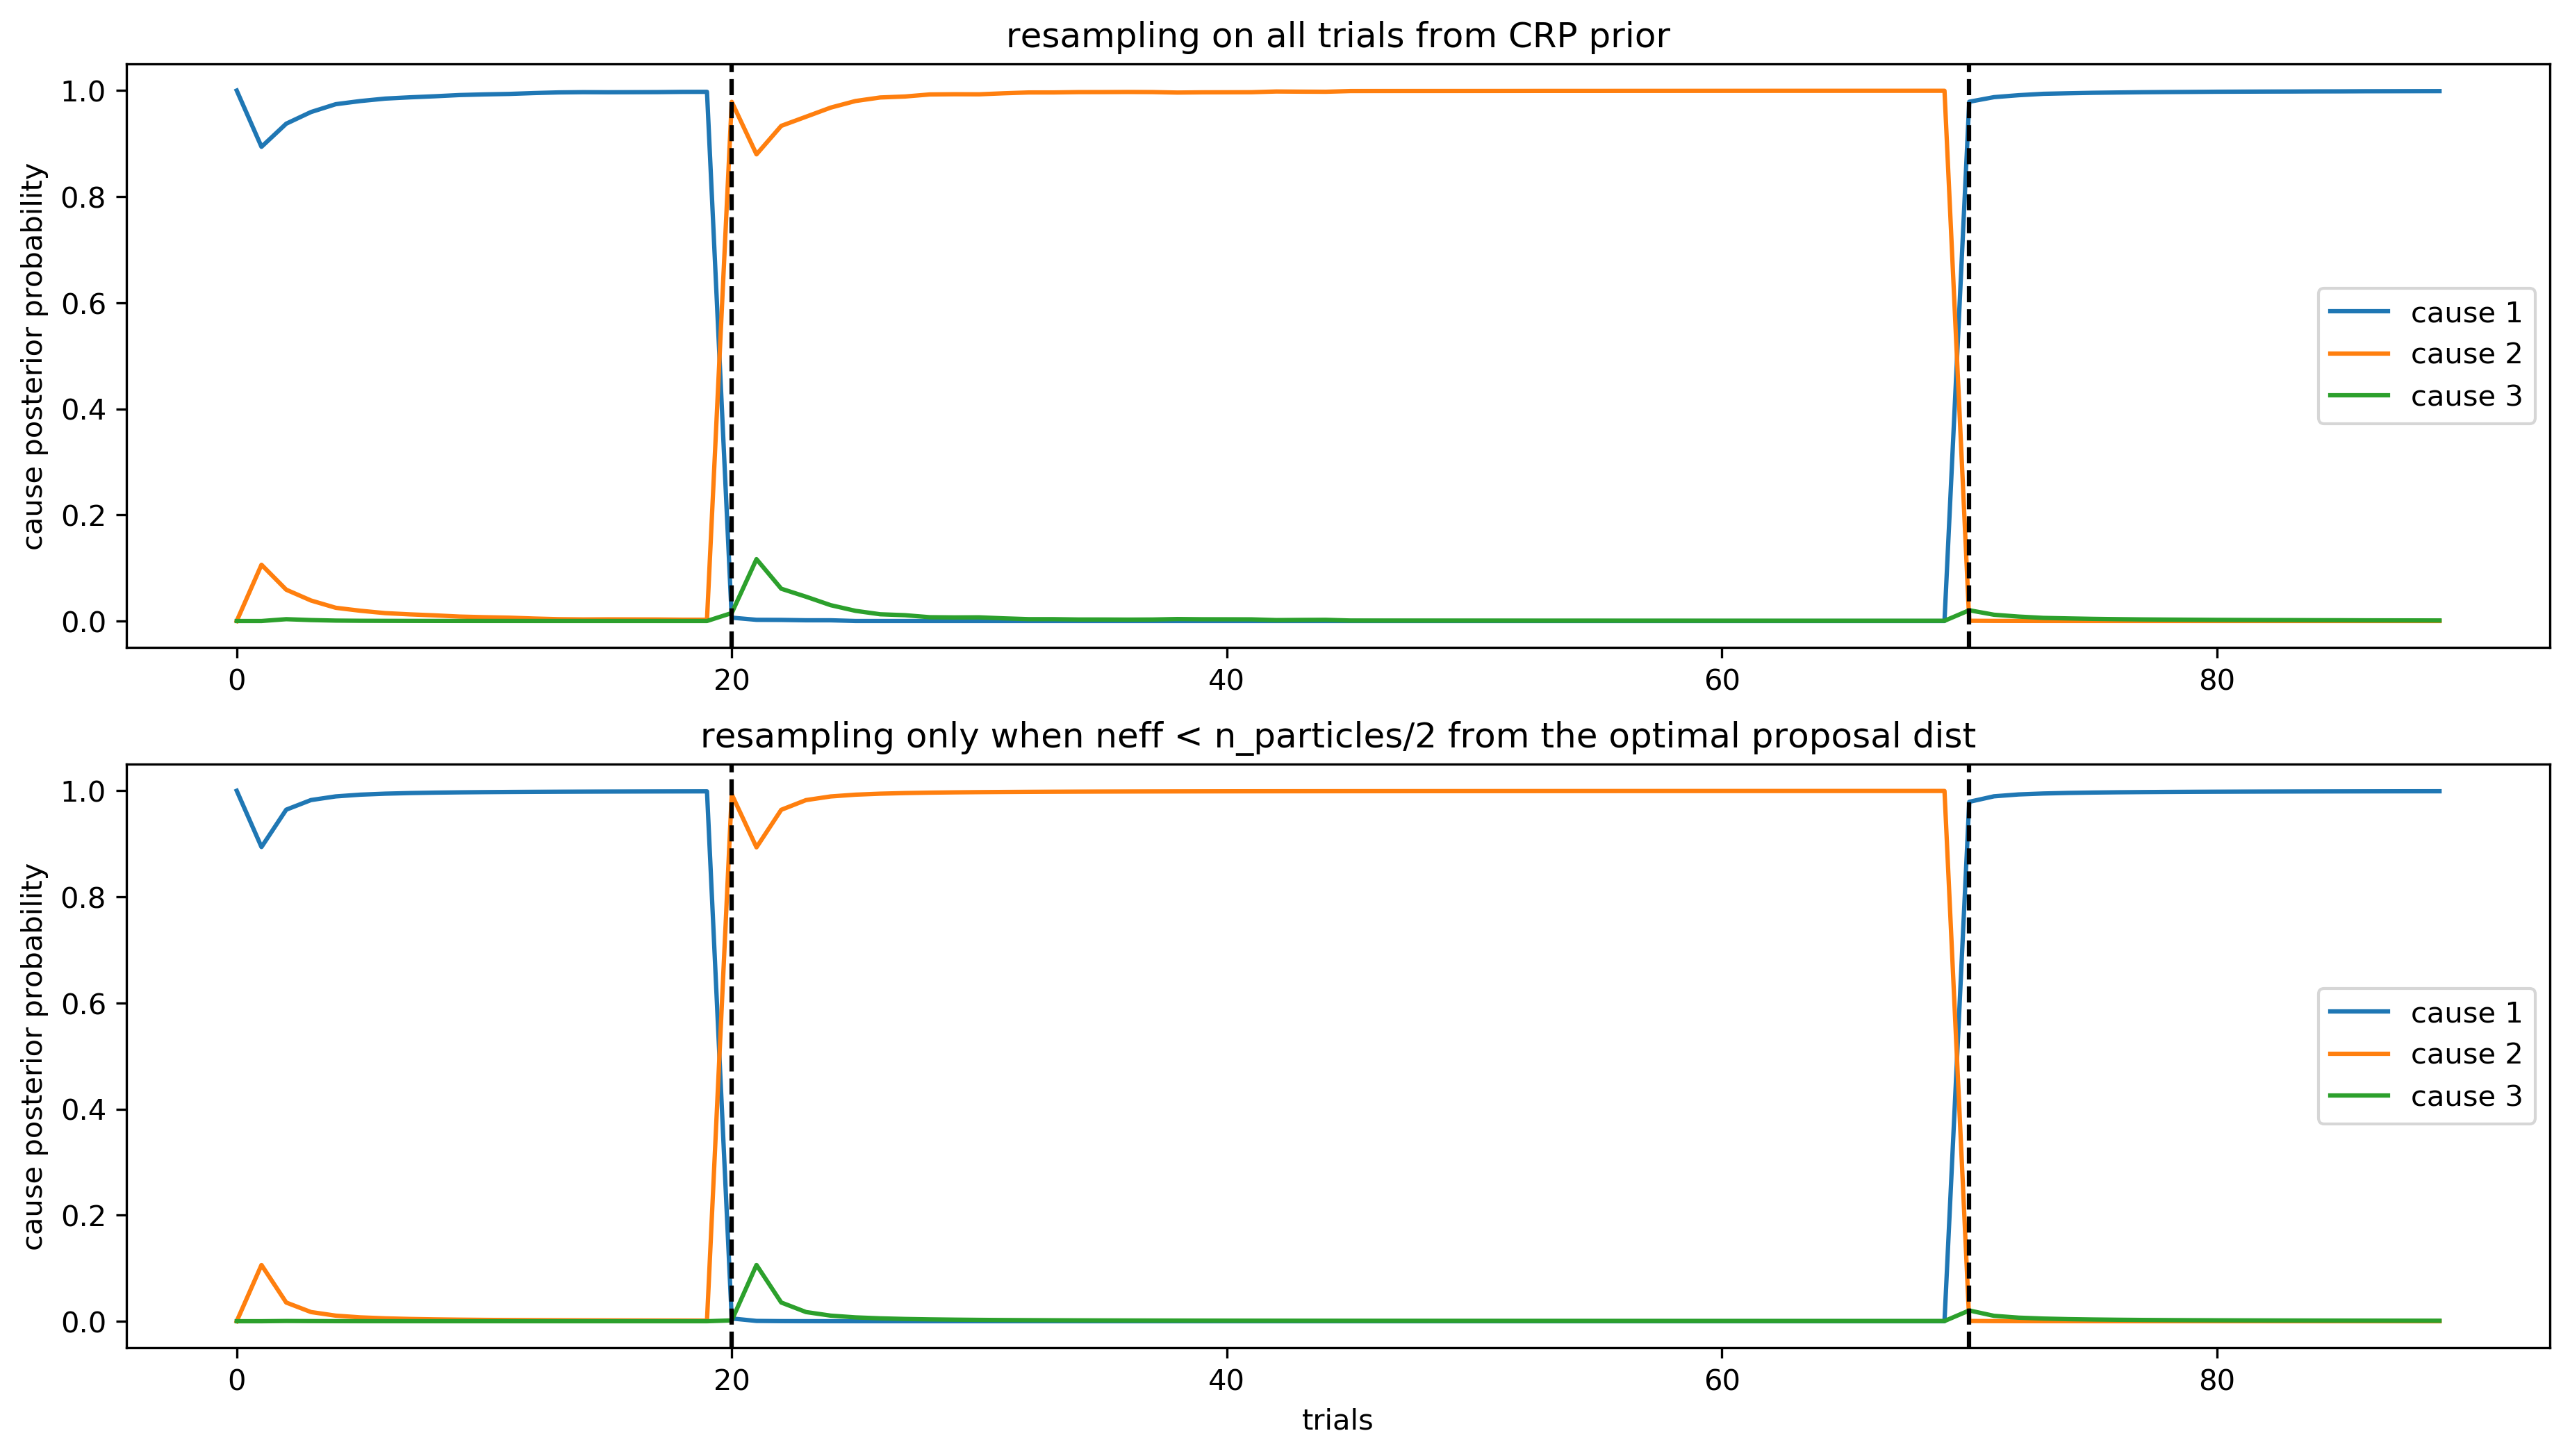 resampling on all trials from CRP prior
cause posterior probability
1.0
0.8
0.6
0.4
0.2
0.0
0
20
40
60
80
cause 1
cause 2
cause 3
resampling only when neff < n_particles/2 from the optimal proposal dist
cause posterior probability
1.0
0.8
0.6
0.4
0.2
0.0
0
20
40
60
80
cause 1
cause 2
cause 3
trials